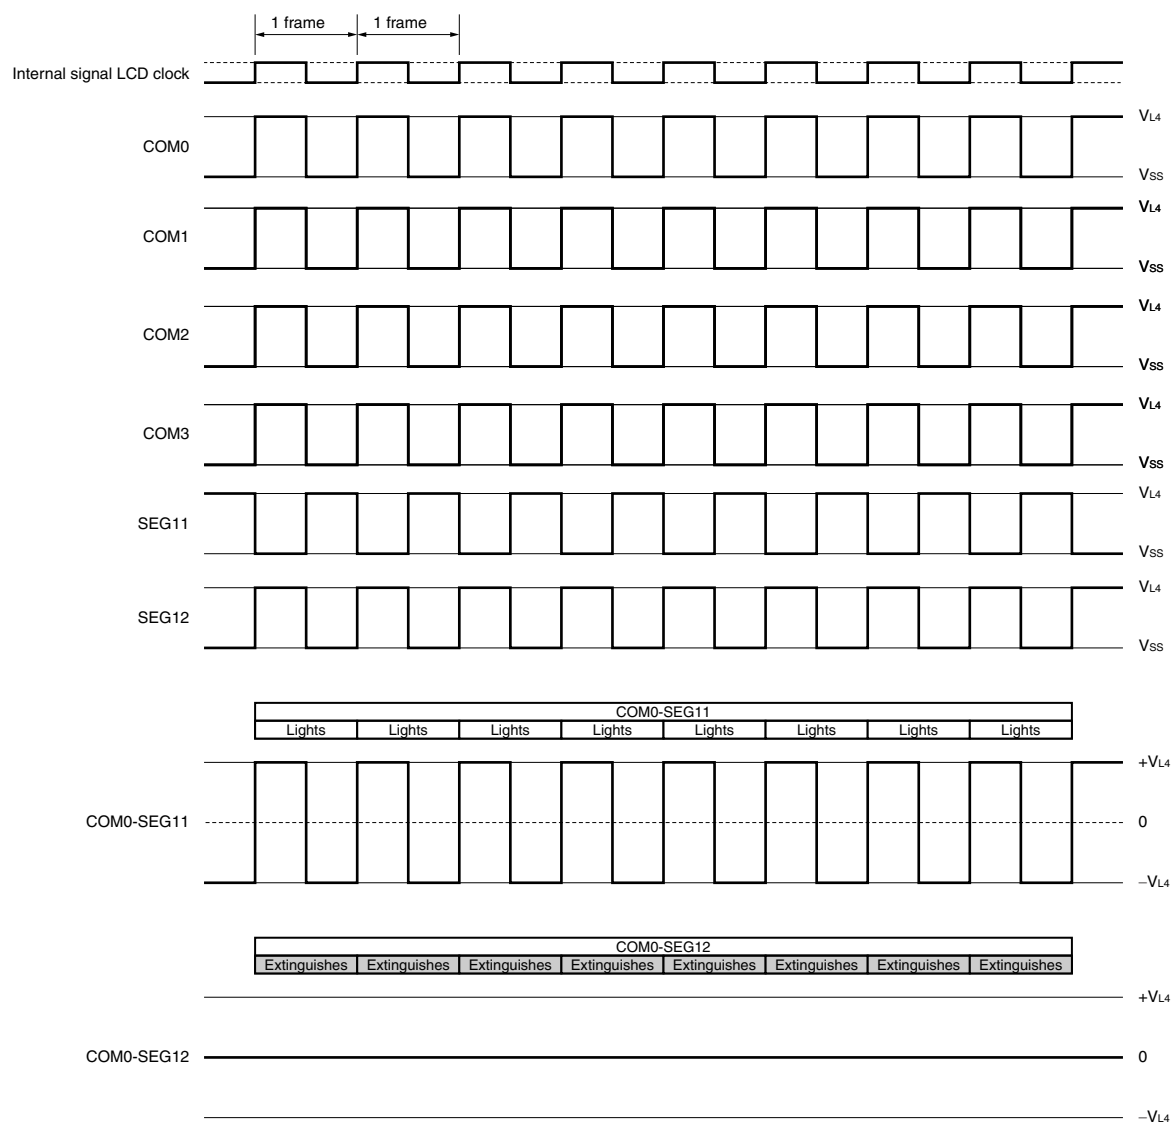 1 frame 1 frame
Internal signal LCD clock
VL4
COM0
VSS
VL4
COM1
VSS
VL4
COM2
VSS
VL4
COM3
VSS
VL4
SEG11
VSS
VL4
SEG12
VSS
COM0-SEG11
Lights Lights Lights Lights Lights Lights Lights Lights
+VL4
COM0-SEG11 0
−VL4
COM0-SEG12
Extinguishes Extinguishes Extinguishes Extinguishes Extinguishes Extinguishes Extinguishes Extinguishes
+VL4
COM0-SEG12 0
−VL4